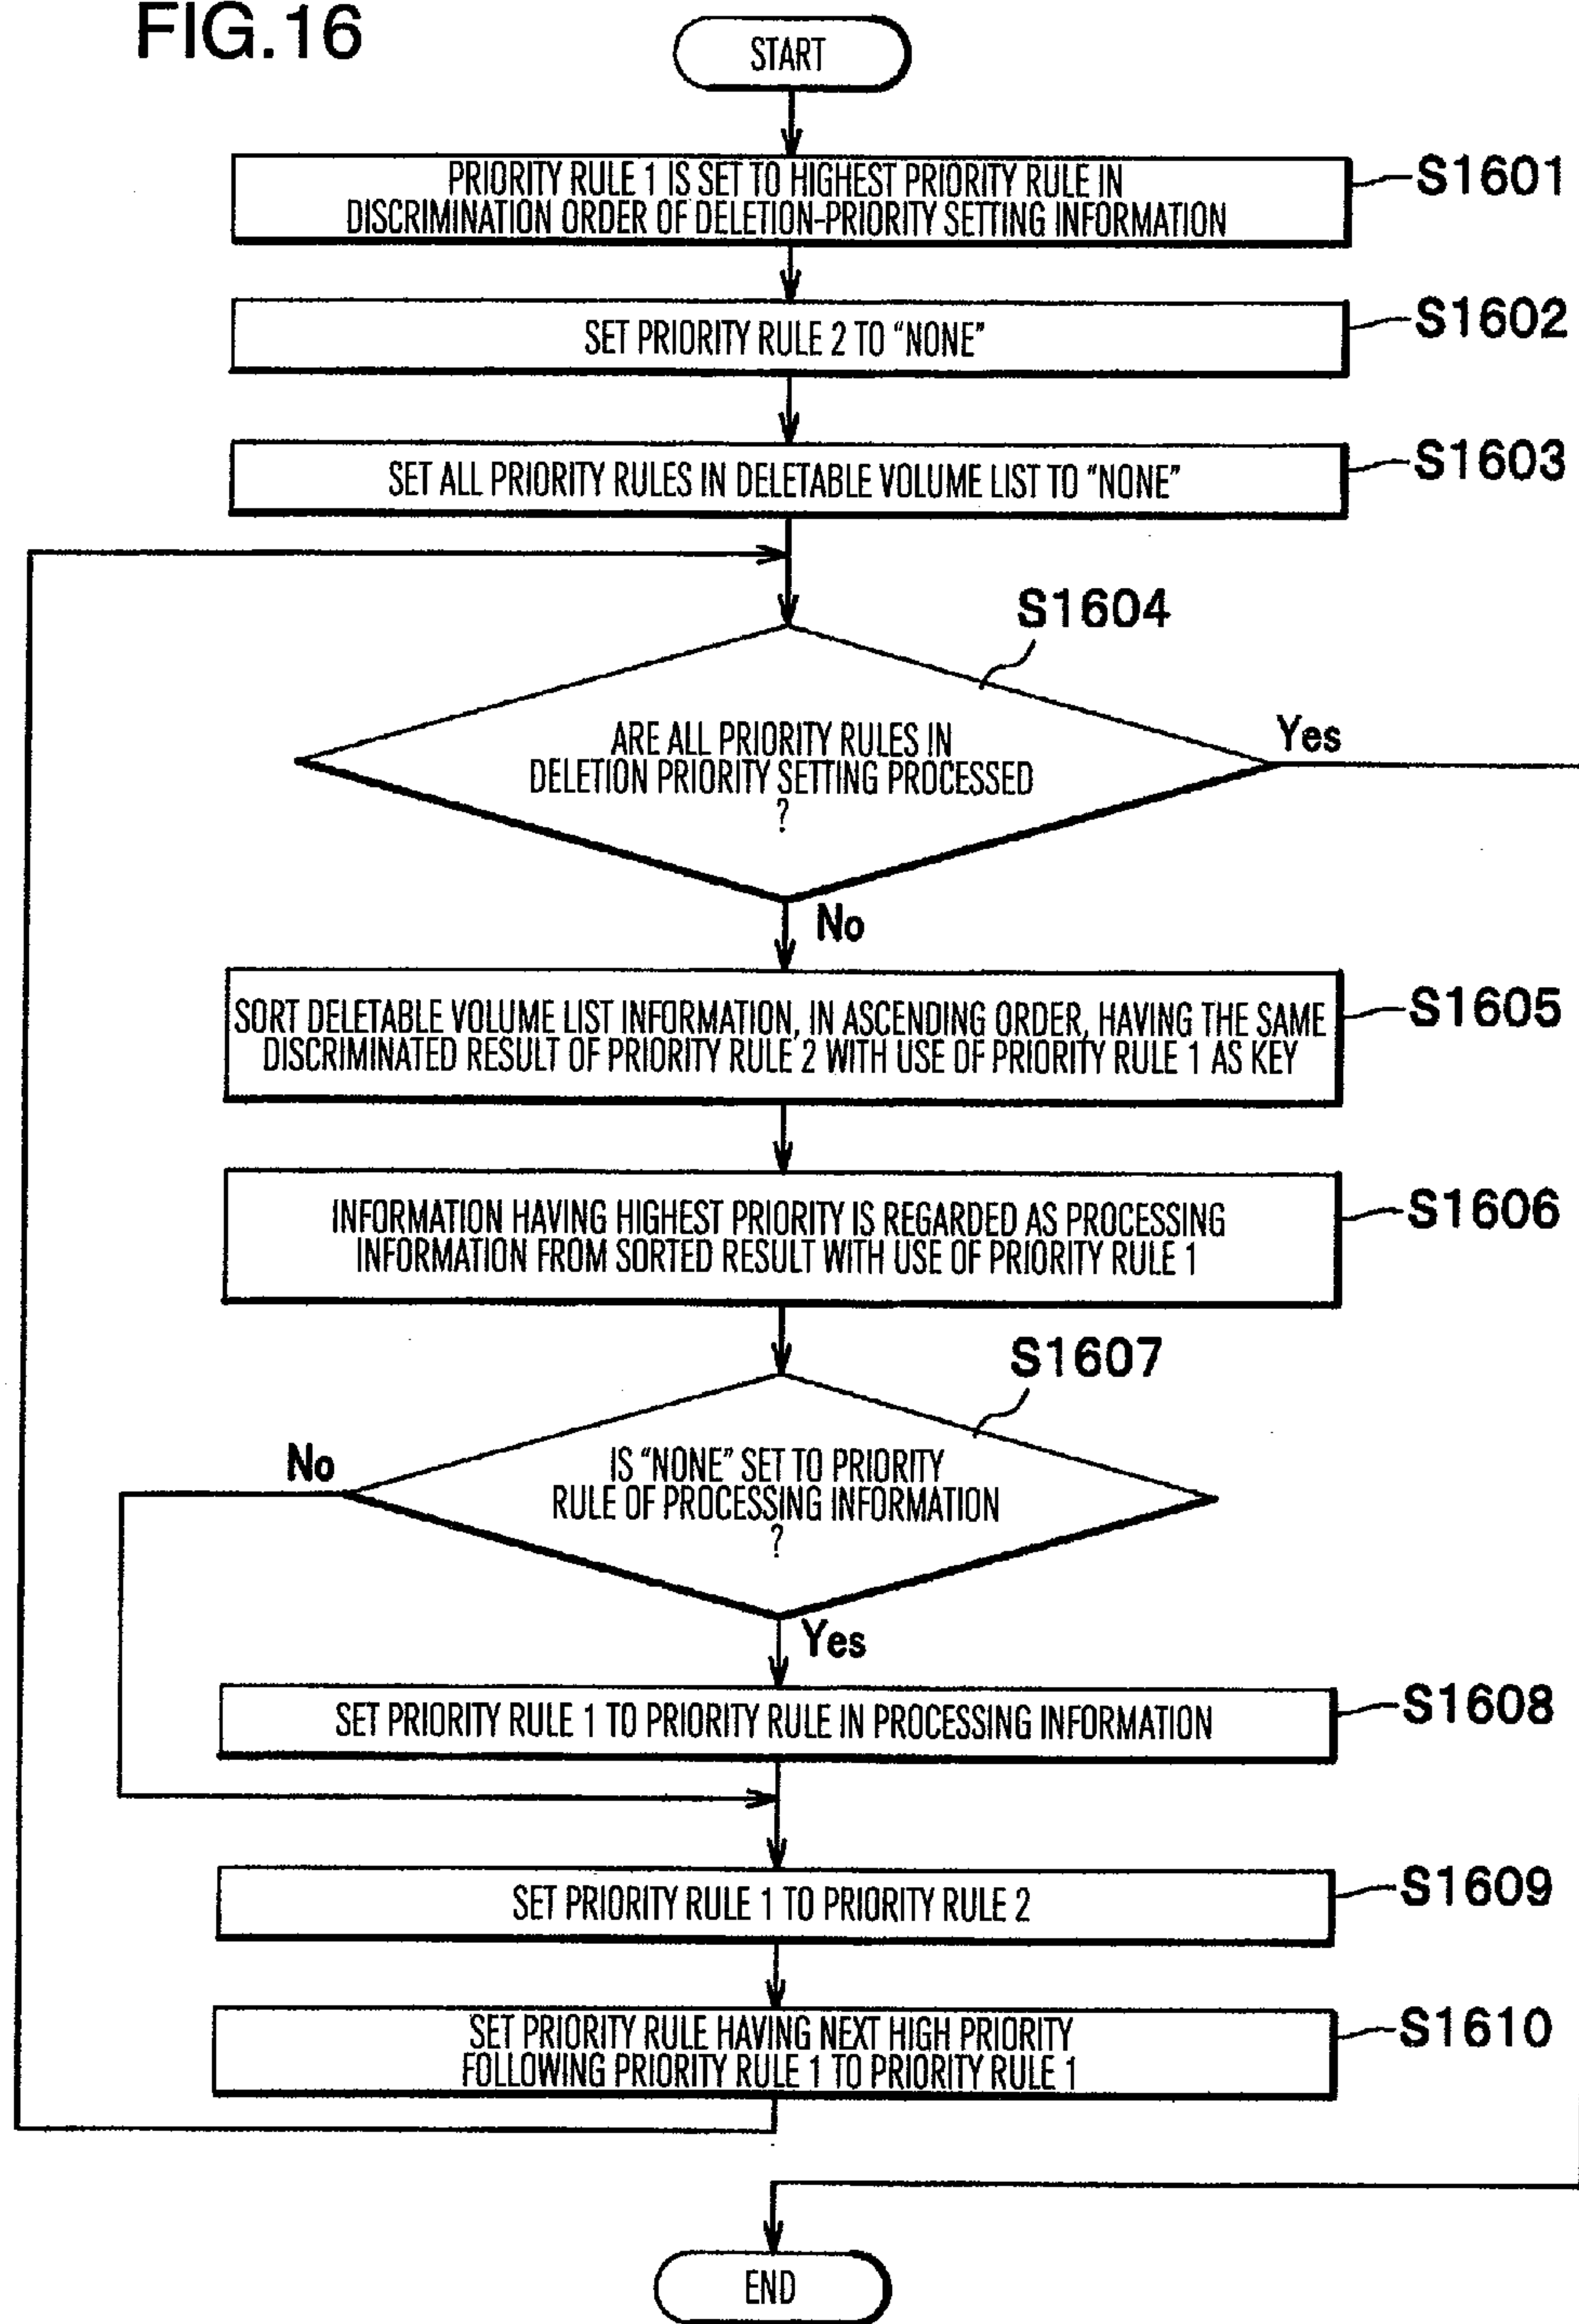 FIG.16
START
PRIORITY RULE 1 IS SET TO HIGHEST PRIORITY RULE IN
DISCRIMINATION ORDER OF DELETION-PRIORITY SETTING INFORMATION
S1601
SET PRIORITY RULE 2 TO “NONE”
S1602
SET ALL PRIORITY RULES IN DELETABLE VOLUME LIST TO “NONE”
S1603
S1604
ARE ALL PRIORITY RULES IN
DELETION PRIORITY SETTING PROCESSED
?
Yes
No
SORT DELETABLE VOLUME LIST INFORMATION, IN ASCENDING ORDER, HAVING THE SAME
DISCRIMINATED RESULT OF PRIORITY RULE 2 WITH USE OF PRIORITY RULE 1 AS KEY
S1605
INFORMATION HAVING HIGHEST PRIORITY IS REGARDED AS PROCESSING
INFORMATION FROM SORTED RESULT WITH USE OF PRIORITY RULE 1
S1606
S1607
No
IS “NONE” SET TO PRIORITY
RULE OF PROCESSING INFORMATION
?
Yes
SET PRIORITY RULE 1 TO PRIORITY RULE IN PROCESSING INFORMATION
S1608
SET PRIORITY RULE 1 TO PRIORITY RULE 2
S1609
SET PRIORITY RULE HAVING NEXT HIGH PRIORITY
FOLLOWING PRIORITY RULE 1 TO PRIORITY RULE 1
S1610
END